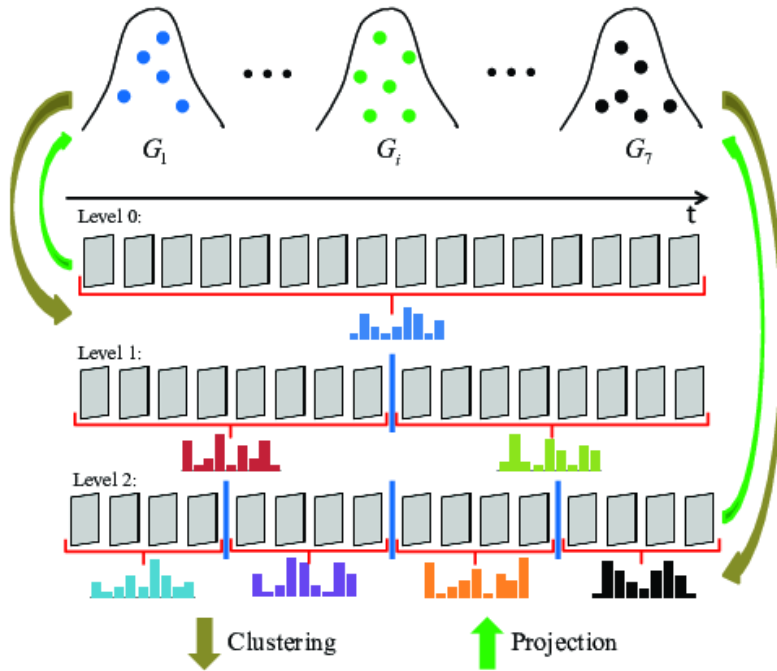 G1 ... Gi ... G7
t
Level 0:
Level 1:
Level 2:
Clustering Projection